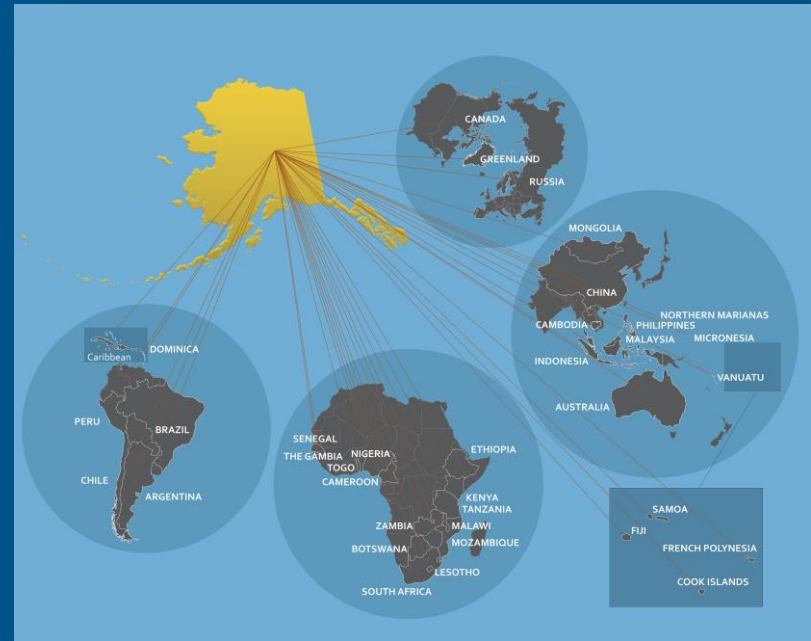 CANADA
GREENLAND
RUSSIA
MONGOLIA
CHINA
NORTHERN MARIANAS
CAMBODIA
PHILIPPINES
MALAYSIA
MICRONESIA
INDONESIA
VANUATU
AUSTRALIA
Caribbean
DOMINICA
PERU
BRAZIL
CHILE
ARGENTINA
SENEGAL
THE GAMBIA
NIGERIA
TOGO
CAMEROON
ETHIOPIA
KENYA
TANZANIA
ZAMBIA
MALAWI
BOTSWANA
MOZAMBIQUE
LESOTHO
SOUTH AFRICA
SAMOA
FIJI
FRENCH POLYNESIA
COOK ISLANDS